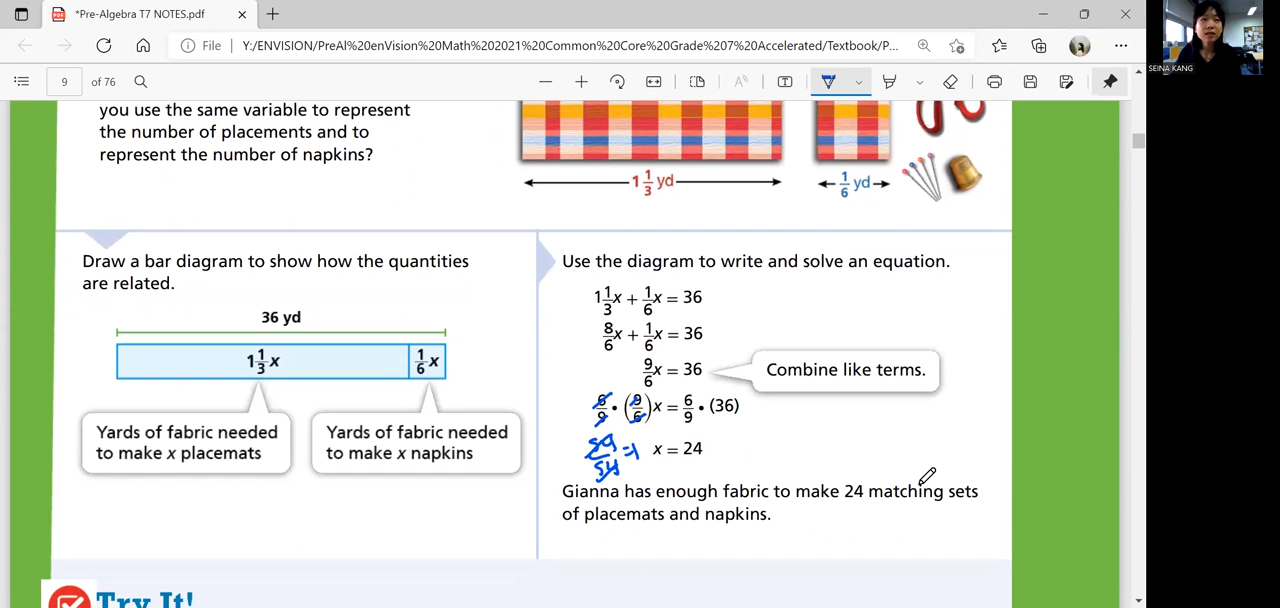 *Pre-Algebra T7 NOTES.pdf
File
Y:/ENVISION/PreAl%20enVision%20Math%202021%20Common%20Core%20Grade%207%20Accelerated/Textbook/P...
9 of 76
SEINA KANG
you use the same variable to represent
the number of placements and to
represent the number of napkins?
1 1/3 yd
1/6 yd
Draw a bar diagram to show how the quantities
are related.
36 yd
1 1/3 x
1/6 x
Yards of fabric needed
to make x placemats
Yards of fabric needed
to make x napkins
Use the diagram to write and solve an equation.
1 1/3 x + 1/6 x = 36
8/6 x + 1/6 x = 36
9/6 x = 36
Combine like terms.
6/9 • (9/6) x = 6/9 • (36)
54/54 = 1
x = 24
Gianna has enough fabric to make 24 matching sets
of placemats and napkins.
Try It!